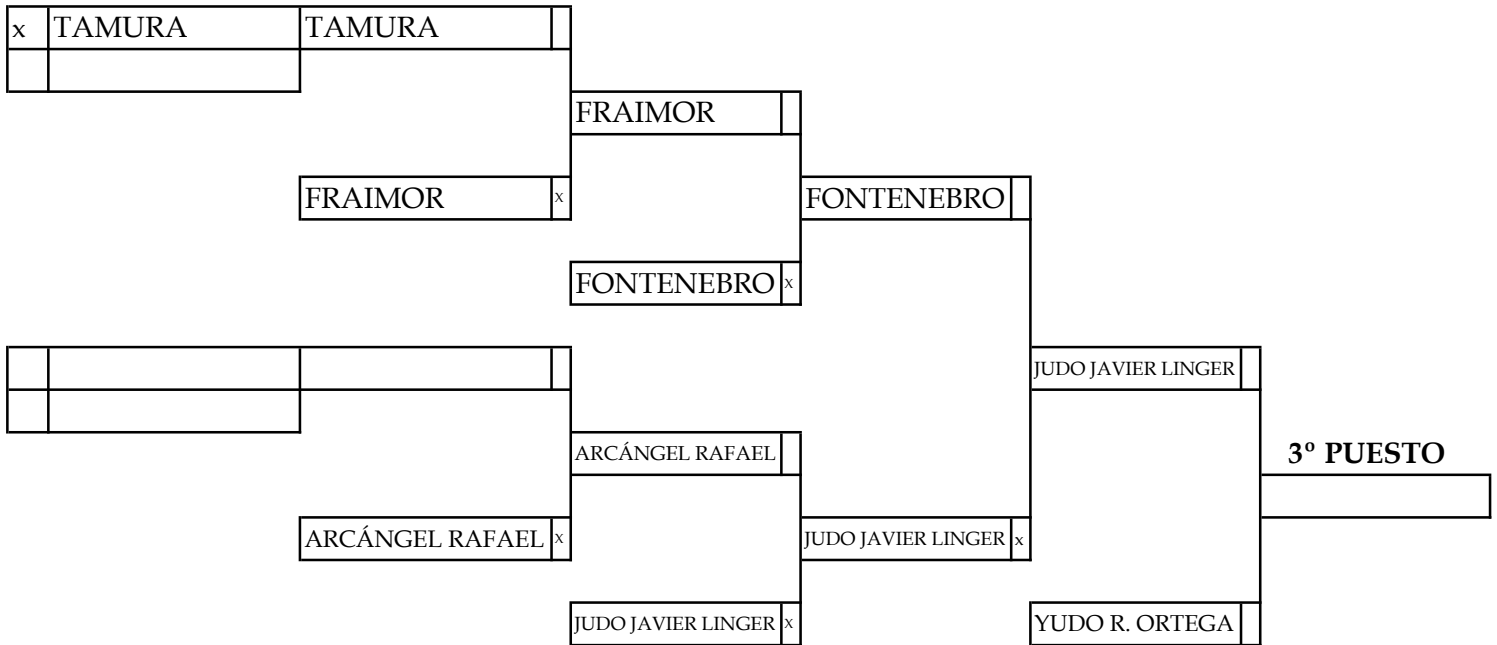 x TAMURA TAMURA
FRAIMOR
FRAIMOR x FONTENEBRO
FONTENEBRO x
JUDO JAVIER LINGER
ARCÁNGEL RAFAEL 3º PUESTO
ARCÁNGEL RAFAEL x JUDO JAVIER LINGER x
JUDO JAVIER LINGER x YUDO R. ORTEGA